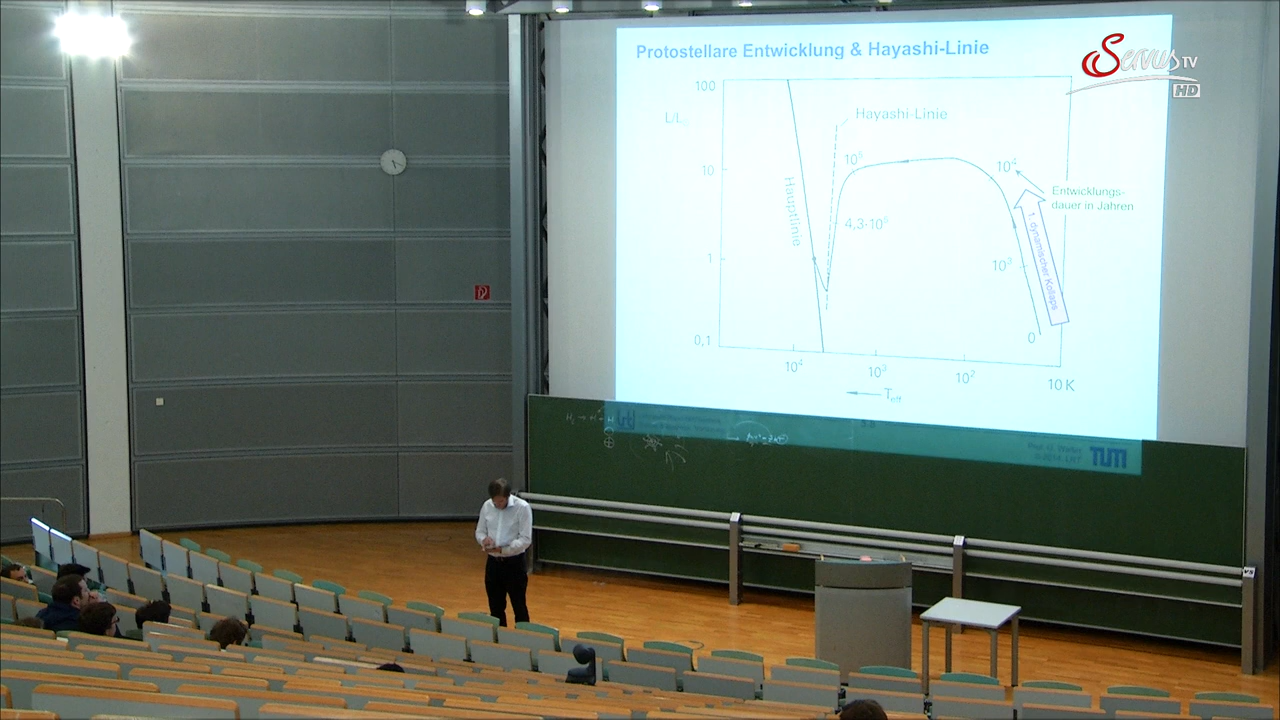 Protostellare Entwicklung & Hayashi-Linie
Servus TV
HD
100
L/L
Hayashi-Linie
10
10⁵
10⁴
Entwicklungs-
dauer in Jahren
Hauptlinie
4,3·10⁵
1. dynamischer Kollaps
1
10³
0,1
0
10⁴
10³
10²
10 K
T eff
TUM